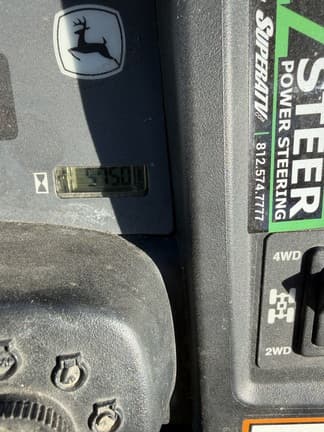 5750
STEER
POWER STEERING
SUPERATV
812.574.7777
4WD
2WD